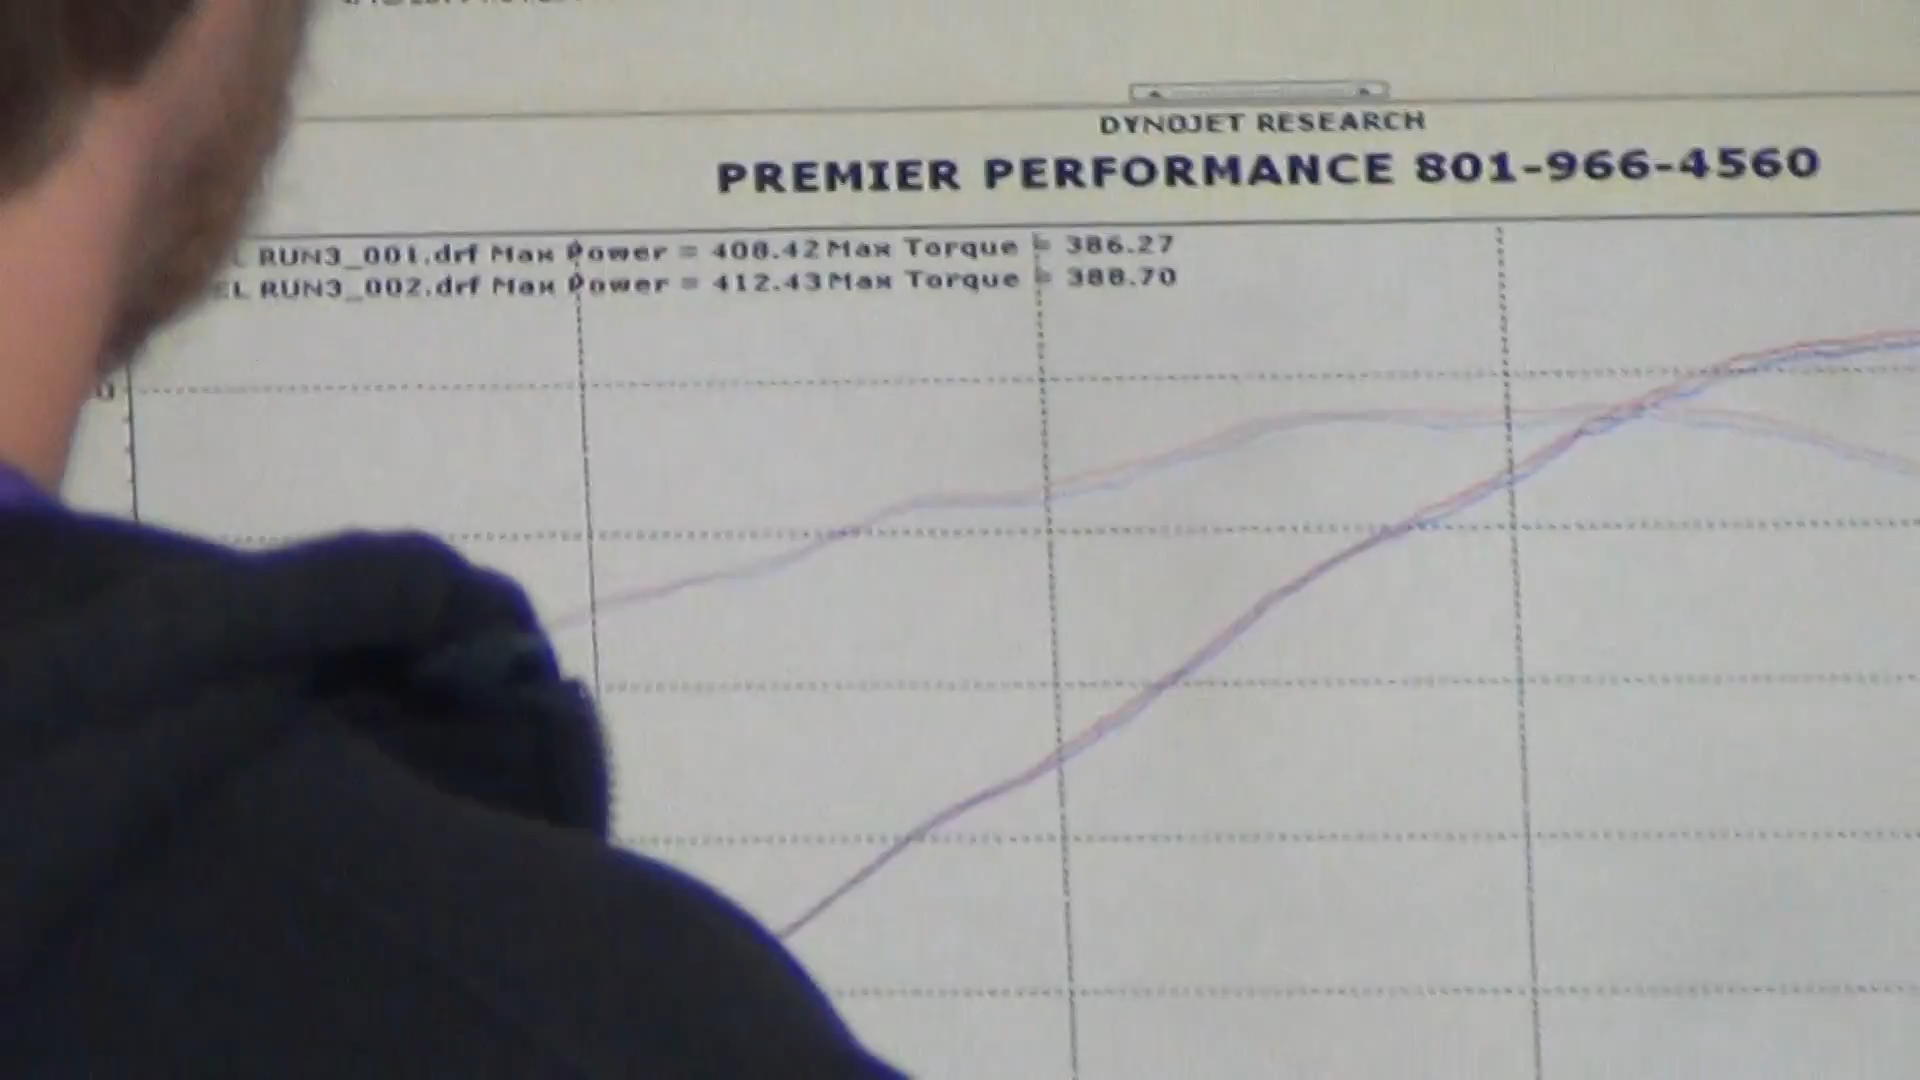 DYNOJET RESEARCH
PREMIER PERFORMANCE 801-966-4560
RUN3_001.drf Max Power = 408.42 Max Torque = 386.27
EL RUN3_002.drf Max Power = 412.43 Max Torque = 388.70